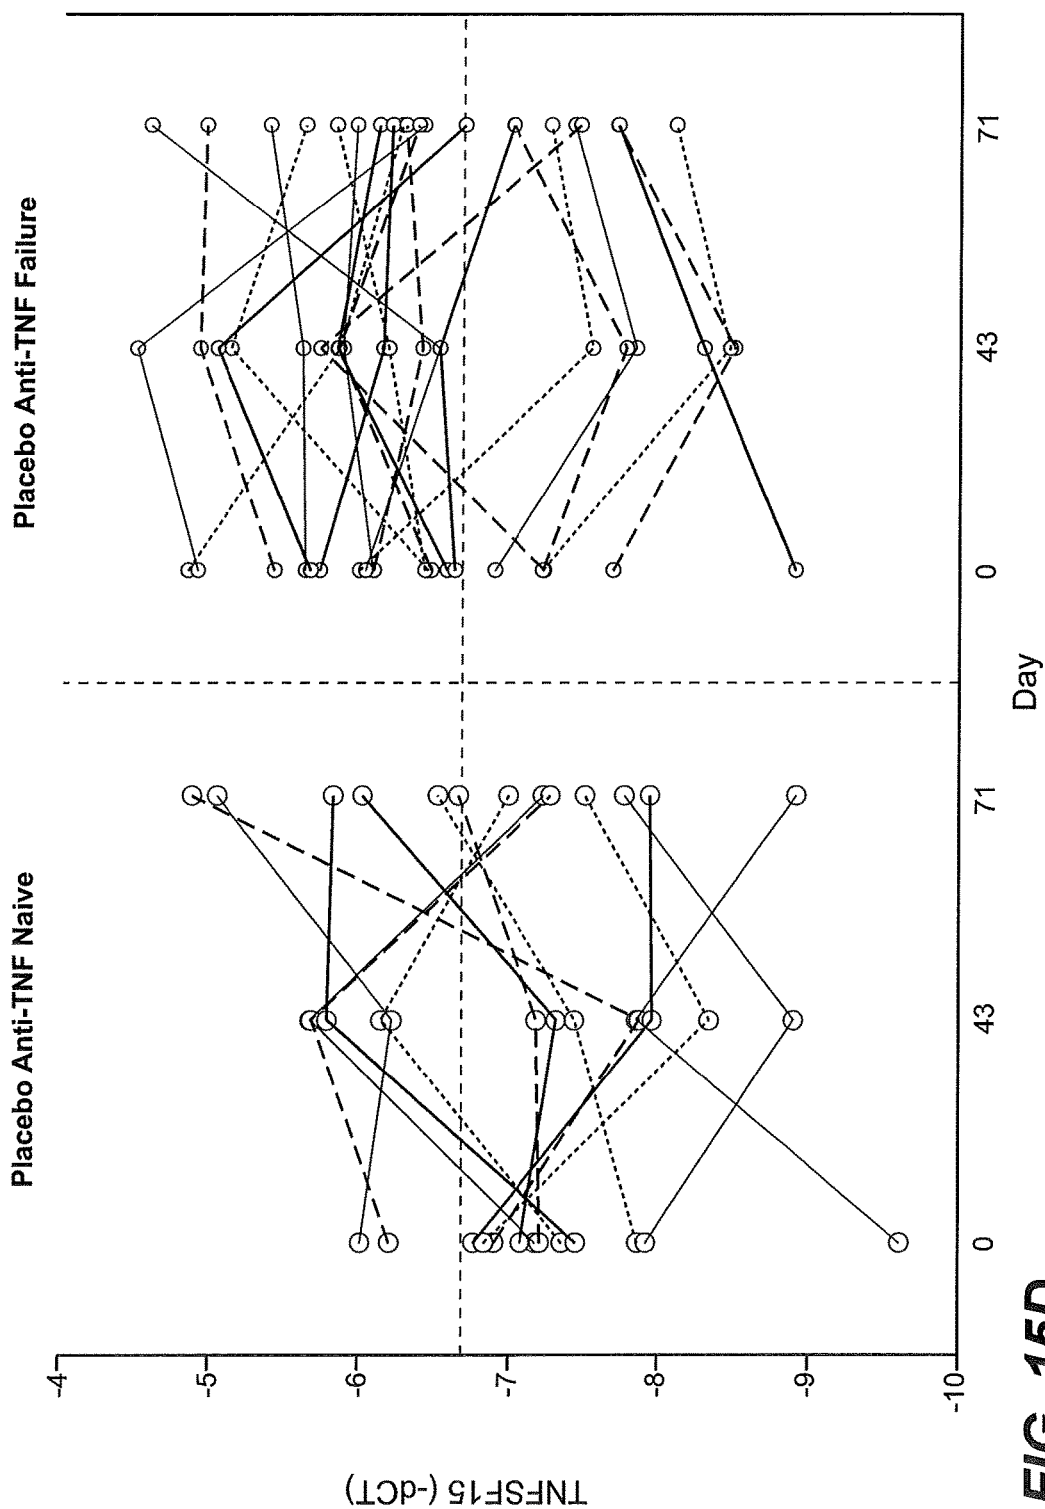 Placebo Anti-TNF Naive
Placebo Anti-TNF Failure
TNFSF15 (-dCT)
-4
-5
-6
-7
-8
-9
-10
0
43
71
0
43
71
Day
FIG. 15D